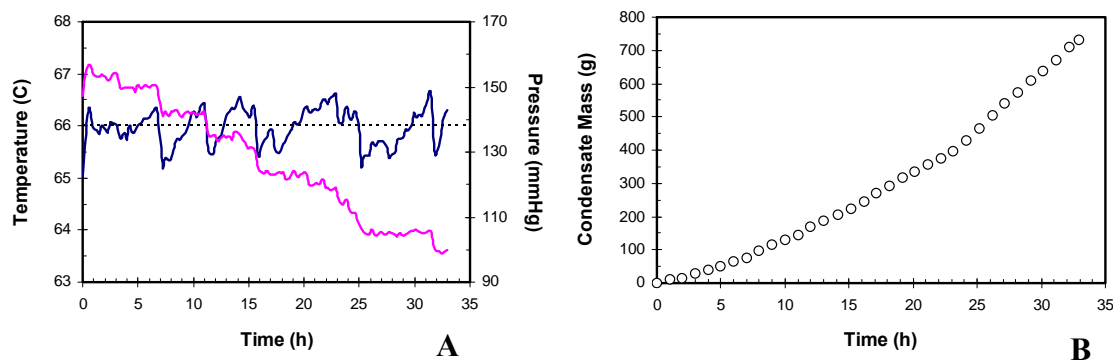 68
67
66
65
64
63
Temperature (C)
170
150
130
110
90
Pressure (mmHg)
0 5 10 15 20 25 30 35
Time (h)
A
800
700
600
500
400
300
200
100
0
Condensate Mass (g)
0 5 10 15 20 25 30 35
Time (h)
B